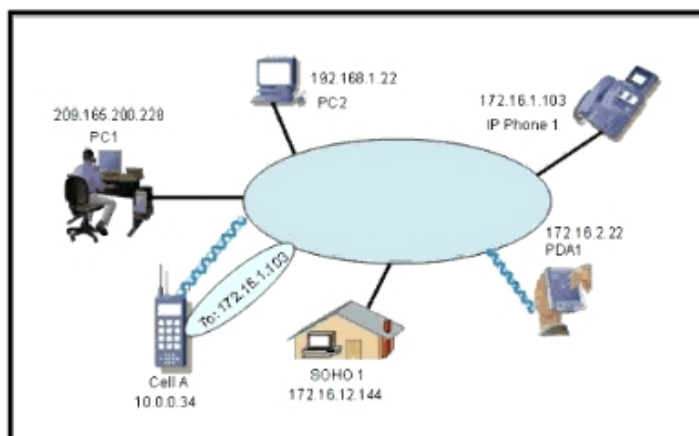 192.168.1.22
PC2
209.165.200.228
PC1
172.16.1.103
IP Phone 1
172.16.2.22
PDA1
To: 172.16.1.103
Cell A
10.0.0.34
SOHO 1
172.16.12.144